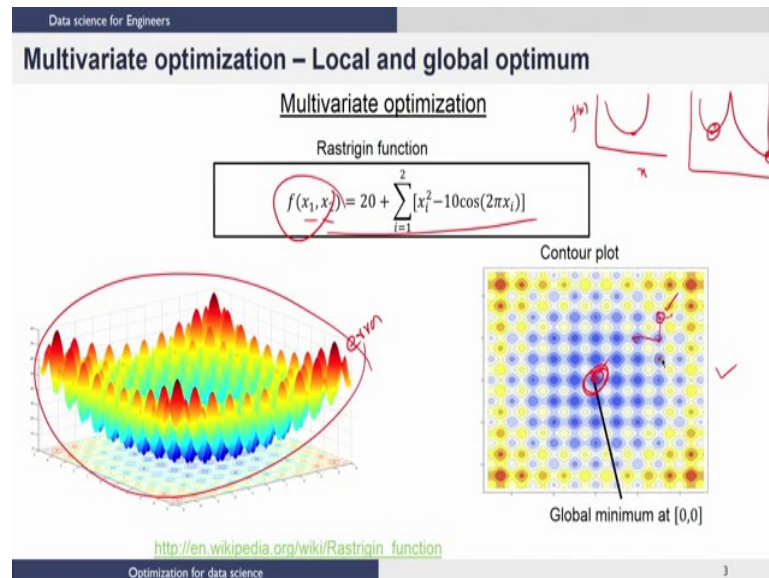 Data science for Engineers
Multivariate optimization – Local and global optimum
Multivariate optimization
f(x)
x
Rastrigin function
f(x₁, x₂) = 20 + ∑²ᵢ₌₁[xᵢ²−10cos(2πxᵢ)]
Contour plot
error
Global minimum at [0,0]
http://en.wikipedia.org/wiki/Rastrigin_function
Optimization for data science
3